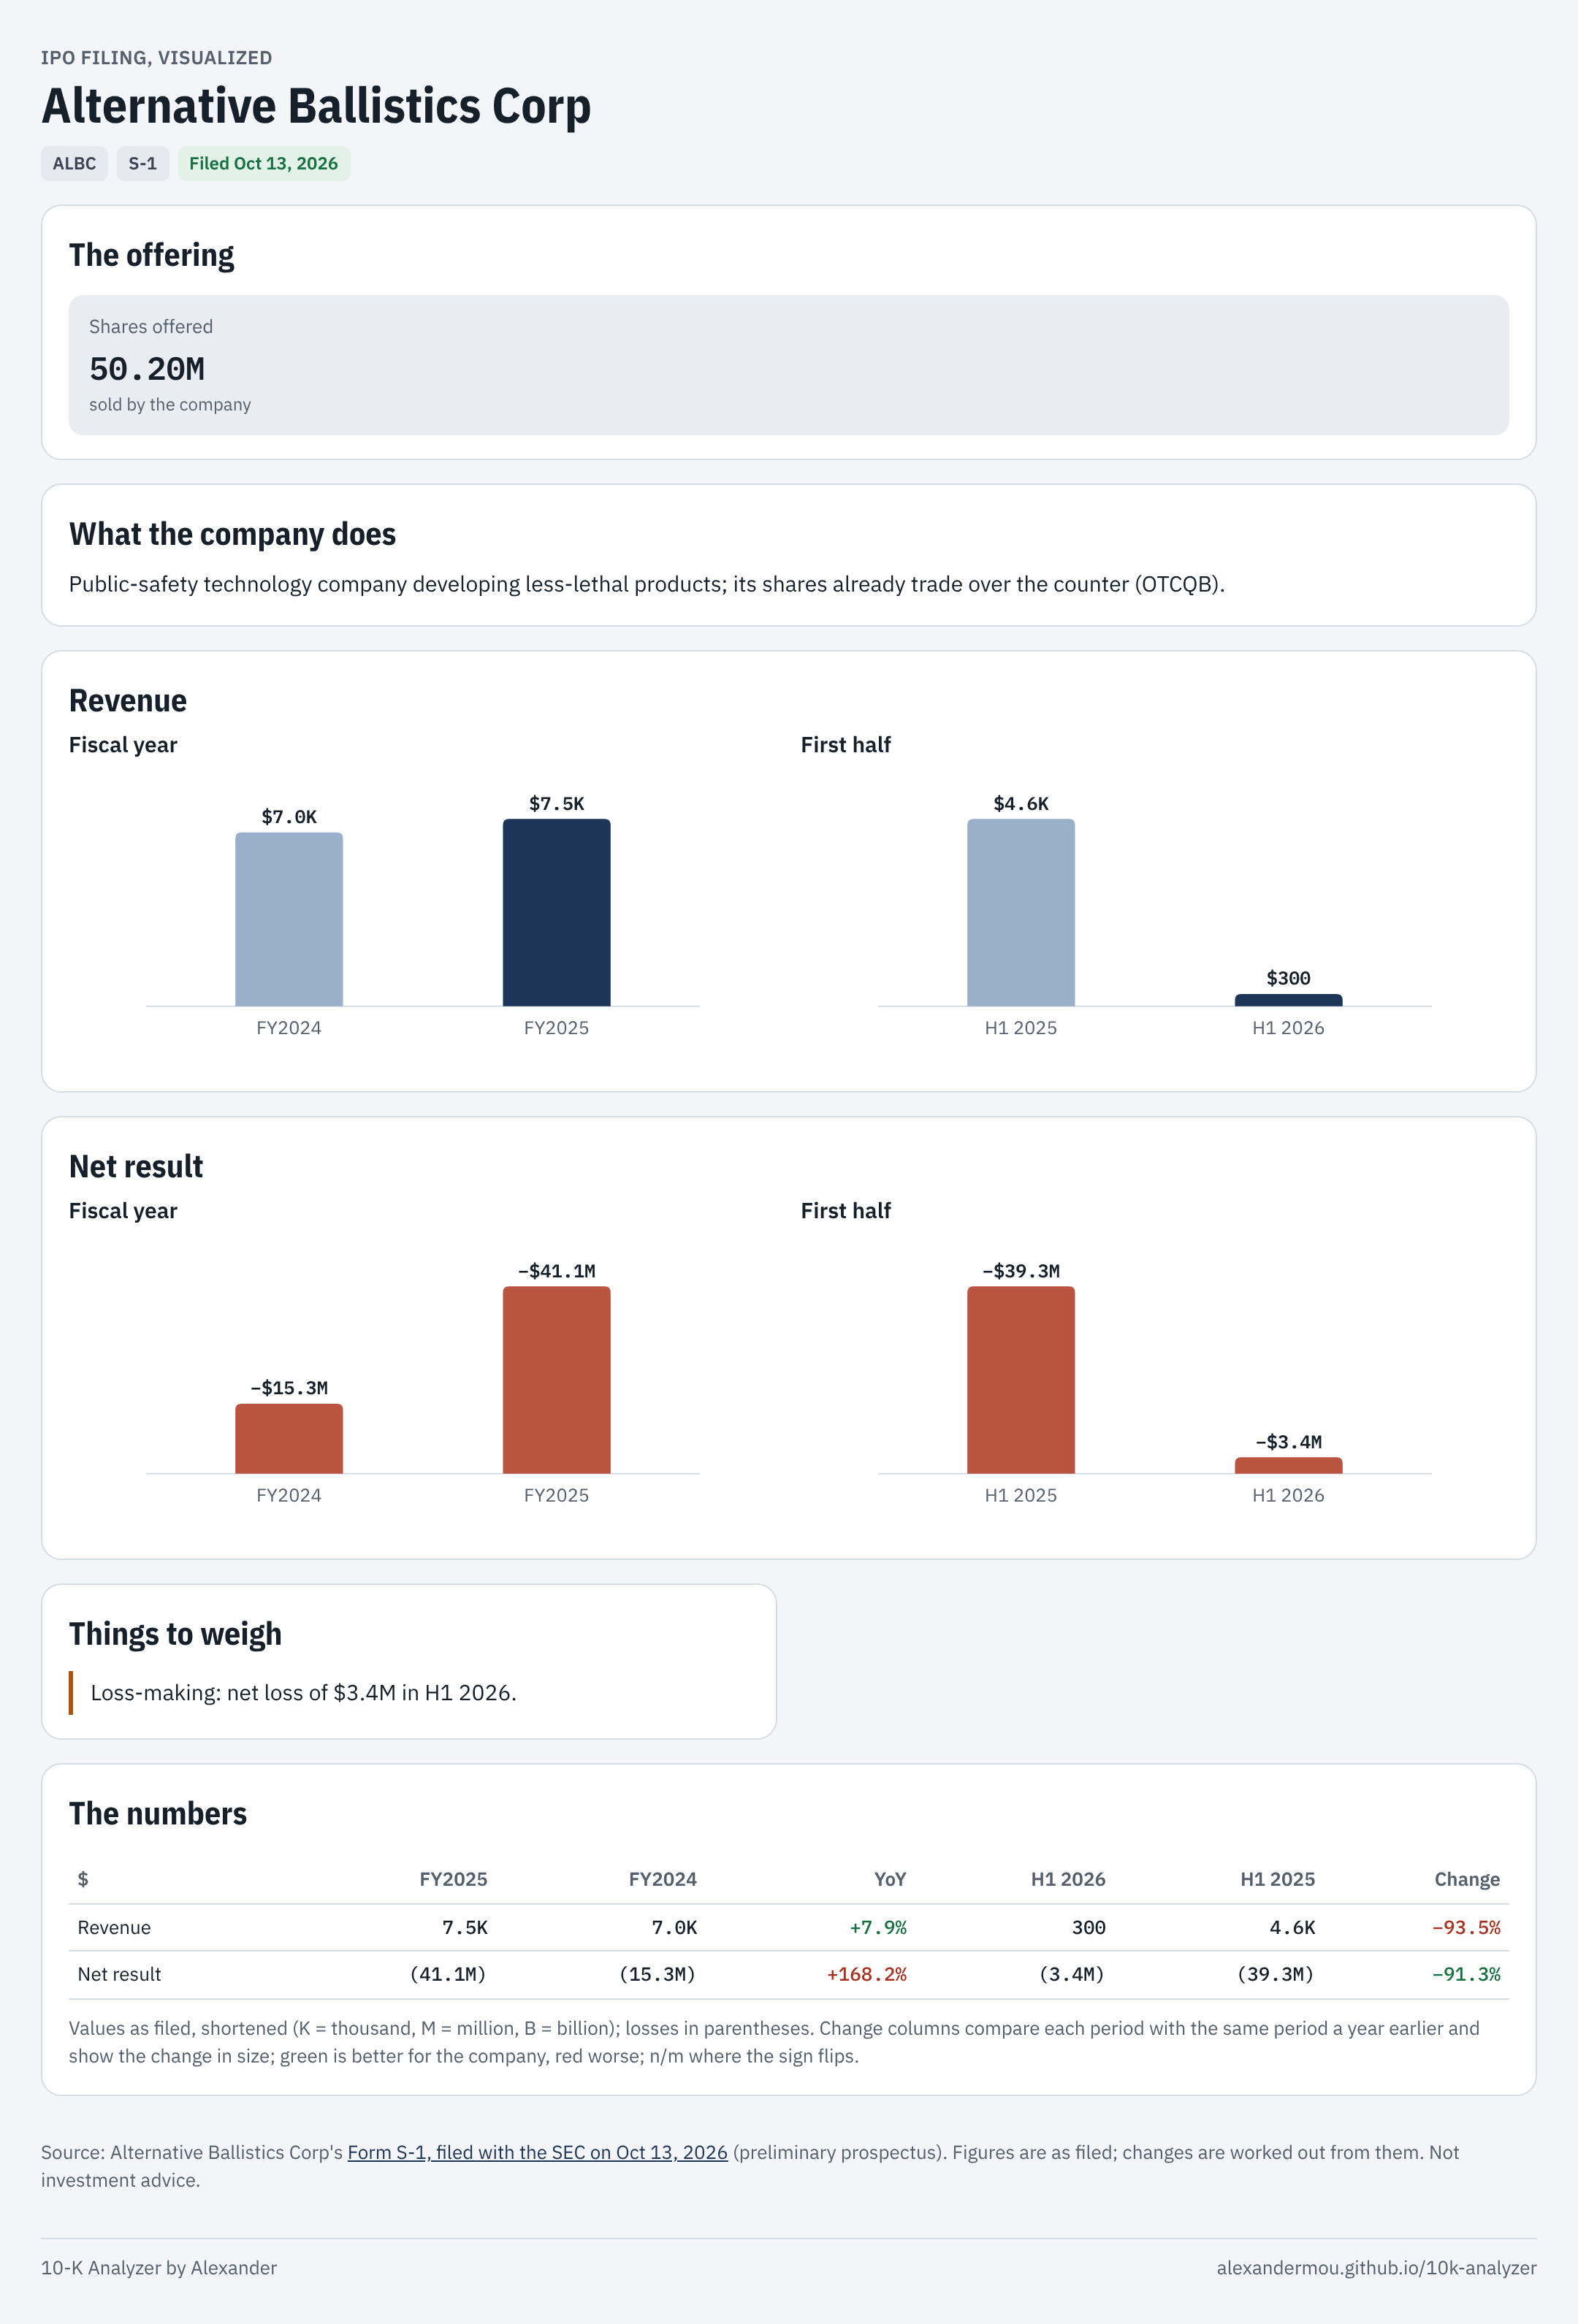 IPO FILING, VISUALIZED
Alternative Ballistics Corp
ALBC S-1 Filed Oct 13, 2026
The offering
Shares offered
50.20M
sold by the company
What the company does
Public-safety technology company developing less-lethal products; its shares already trade over the counter (OTCQB).
Revenue
Fiscal year
$7.0K
$7.5K
FY2024 FY2025
First half
$4.6K
$300
H1 2025 H1 2026
Net result
Fiscal year
−$15.3M
−$41.1M
FY2024 FY2025
First half
−$39.3M
−$3.4M
H1 2025 H1 2026
Things to weigh
Loss-making: net loss of $3.4M in H1 2026.
The numbers
$ FY2025 FY2024 YoY H1 2026 H1 2025 Change
Revenue 7.5K 7.0K +7.9% 300 4.6K −93.5%
Net result (41.1M) (15.3M) +168.2% (3.4M) (39.3M) −91.3%
Values as filed, shortened (K = thousand, M = million, B = billion); losses in parentheses. Change columns compare each period with the same period a year earlier and
show the change in size; green is better for the company, red worse; n/m where the sign flips.
Source: Alternative Ballistics Corp's Form S-1, filed with the SEC on Oct 13, 2026 (preliminary prospectus). Figures are as filed; changes are worked out from them. Not
investment advice.
10-K Analyzer by Alexander
alexandermou.github.io/10k-analyzer